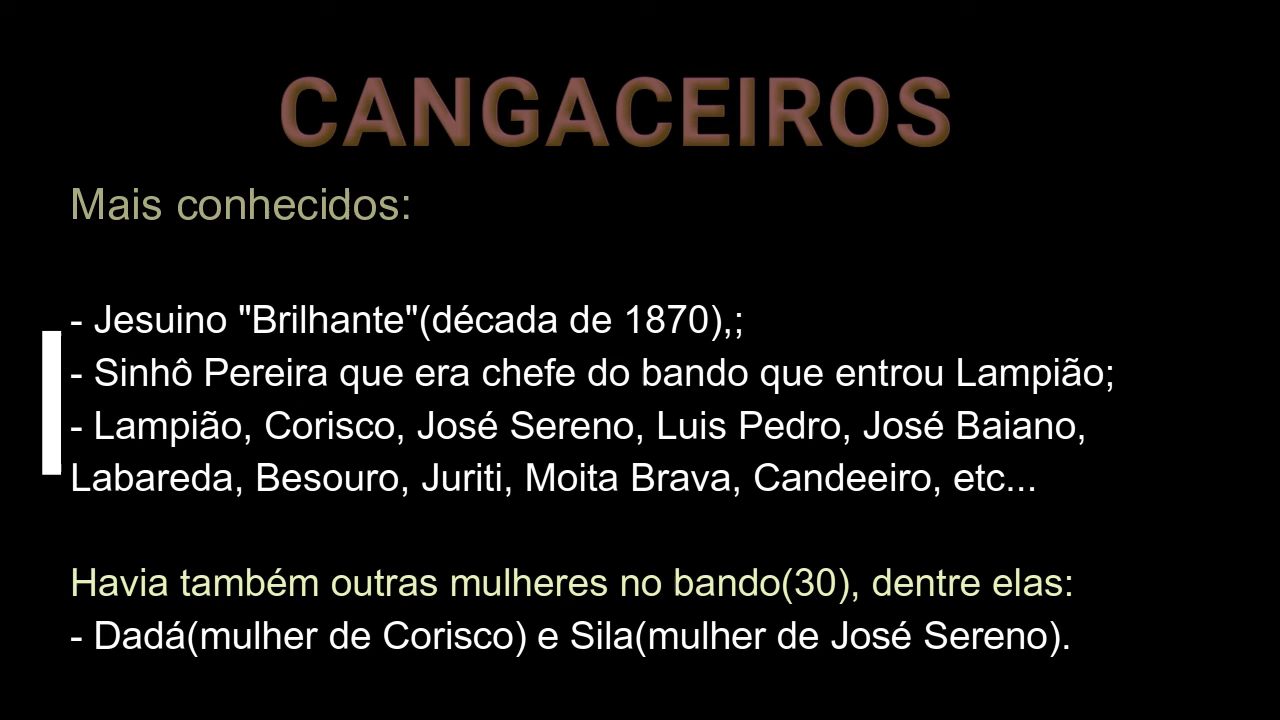 CANGACEIROS
Mais conhecidos:
- Jesuino "Brilhante"(década de 1870),;
- Sinhô Pereira que era chefe do bando que entrou Lampião;
- Lampião, Corisco, José Sereno, Luis Pedro, José Baiano,
Labareda, Besouro, Juriti, Moita Brava, Candeeiro, etc...
Havia também outras mulheres no bando(30), dentre elas:
- Dadá(mulher de Corisco) e Sila(mulher de José Sereno).